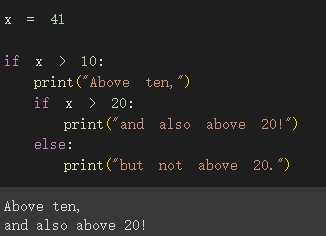 x = 41
if x > 10:
    print("Above ten,")
    if x > 20:
        print("and also above 20!")
    else:
        print("but not above 20.")
Above ten,
and also above 20!